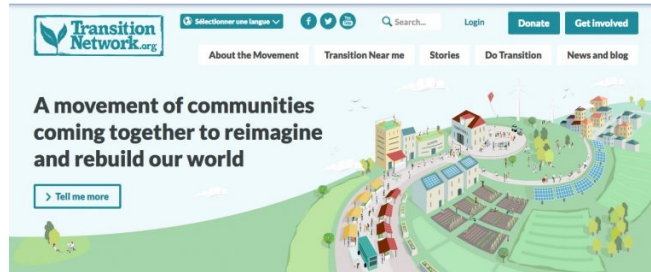 Transition
Network.org
Sélectionner une langue
Search...
Login
Donate
Get involved
About the Movement
Transition Near me
Stories
Do Transition
News and blog
A movement of communities
coming together to reimagine
and rebuild our world
> Tell me more